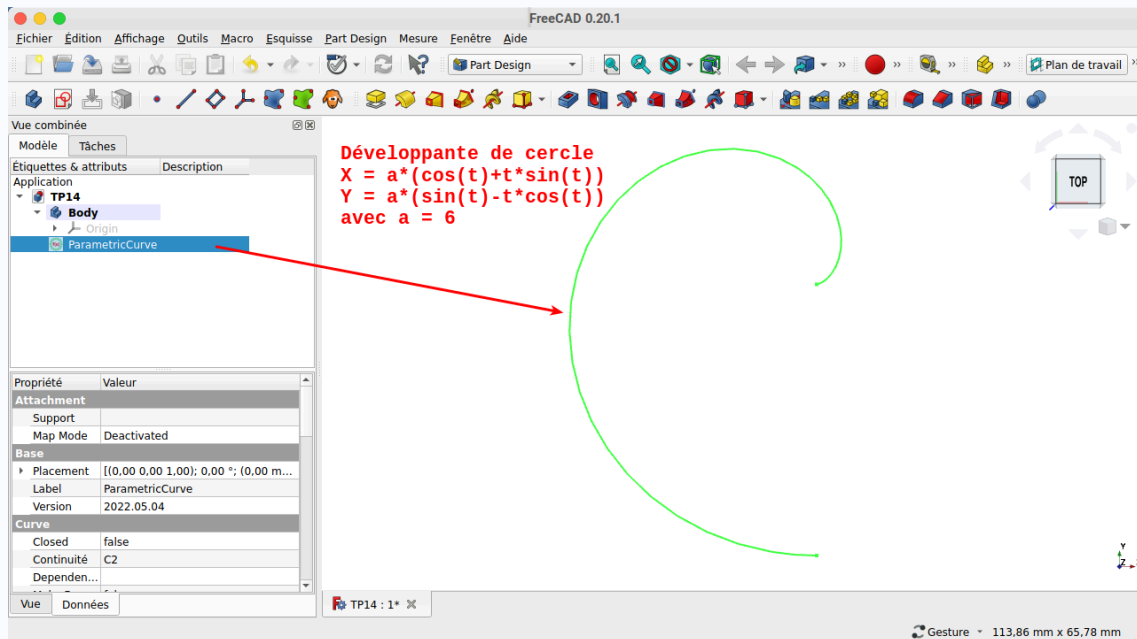 FreeCAD 0.20.1
Fichier Édition Affichage Outils Macro Esquisse Part Design Mesure Fenêtre Aide
Part Design
»
»
»
Plan de travail
»
Vue combinée
Modèle Tâches
Étiquettes & attributs Description
Application
TP14
Body
Origin
ParametricCurve
Développante de cercle
X = a*(cos(t)+t*sin(t))
Y = a*(sin(t)-t*cos(t))
avec a = 6
TOP
Propriété Valeur
Attachment
Support
Map Mode Deactivated
Base
Placement [(0,00 0,00 1,00); 0,00 °; (0,00 m...
Label ParametricCurve
Version 2022.05.04
Curve
Closed false
Continuité C2
Dependen...
Y
Z
Vue Données
TP14 : 1*
Gesture 113,86 mm x 65,78 mm